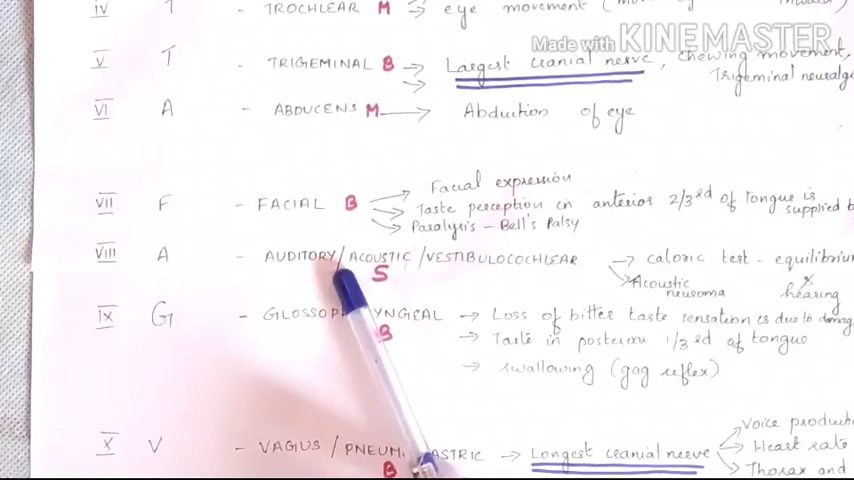 iv T - TROCHLEAR M → eye movement
Made with KINEMASTER
V T - TRIGEMINAL B → Largest cranial nerve, chewing movement,
→ Trigeminal neuralg
VI A - ABDUCENS M → Abduction of eye
→ Facial expression
VII F - FACIAL B → Taste perception in anterior 2/3rd of tongue is
supplied b
→ Paralysis - Bell's Palsy
VIII A - AUDITORY/ACOUSTIC/VESTIBULOCOCHLEAR → caloric test - equilibriu
S → Acoustic neuroma hearing
IX G - GLOSSOP YNGEAL → Loss of bitter taste sensation is due to damag
B → Taste in posterior 1/3rd of tongue
→ swallowing (gag reflex)
→ Voice produc
X V - VAGUS / PNEUM. ASTRIC → Longest cranial nerve → Heart rate
B → Thorax and